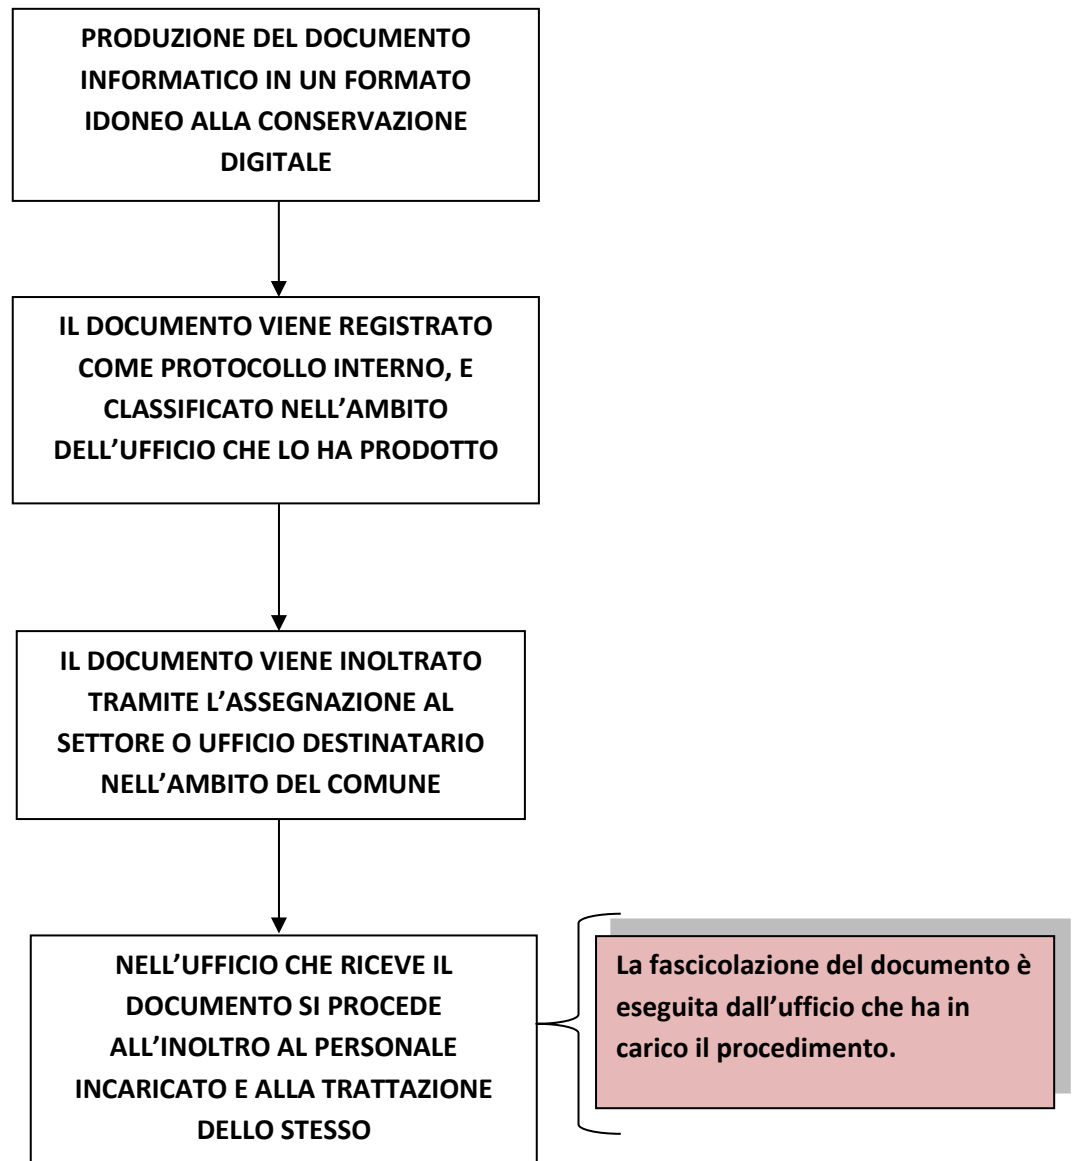 PRODUZIONE DEL DOCUMENTO
INFORMATICO IN UN FORMATO
IDONEO ALLA CONSERVAZIONE
DIGITALE
IL DOCUMENTO VIENE REGISTRATO
COME PROTOCOLLO INTERNO, E
CLASSIFICATO NELL’AMBITO
DELL’UFFICIO CHE LO HA PRODOTTO
IL DOCUMENTO VIENE INOLTRATO
TRAMITE L’ASSEGNAZIONE AL
SETTORE O UFFICIO DESTINATARIO
NELL’AMBITO DEL COMUNE
NELL’UFFICIO CHE RICEVE IL
DOCUMENTO SI PROCEDE
ALL’INOLTRO AL PERSONALE
INCARICATO E ALLA TRATTAZIONE
DELLO STESSO
La fascicolazione del documento è
eseguita dall’ufficio che ha in
carico il procedimento.